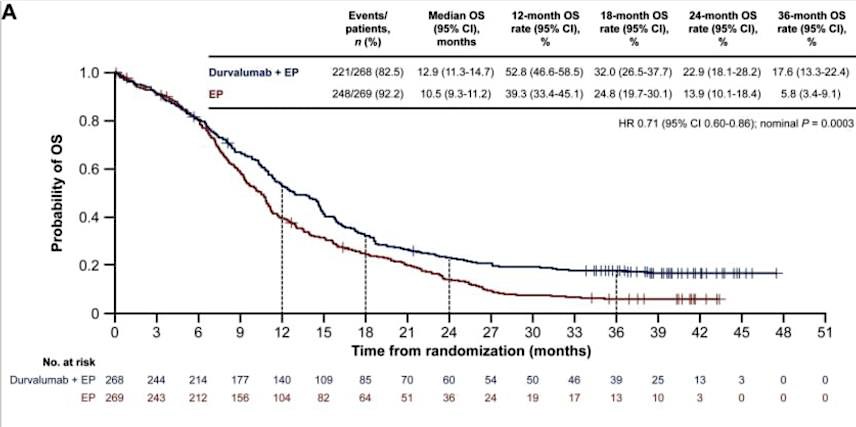 A
Events/ patients, n (%) Median OS (95% CI), months 12-month OS rate (95% CI), % 18-month OS rate (95% CI), % 24-month OS rate (95% CI), % 36-month OS rate (95% CI), %
Durvalumab + EP 221/268 (82.5) 12.9 (11.3-14.7) 52.8 (46.6-58.5) 32.0 (26.5-37.7) 22.9 (18.1-28.2) 17.6 (13.3-22.4)
EP 248/269 (92.2) 10.5 (9.3-11.2) 39.3 (33.4-45.1) 24.8 (19.7-30.1) 13.9 (10.1-18.4) 5.8 (3.4-9.1)
HR 0.71 (95% CI 0.60-0.86); nominal P = 0.0003
Probability of OS
1.0
0.8
0.6
0.4
0.2
0
0 3 6 9 12 15 18 21 24 27 30 33 36 39 42 45 48 51
Time from randomization (months)
No. at risk
Durvalumab + EP 268 244 214 177 140 109 85 70 60 54 50 46 39 25 13 3 0 0
EP 269 243 212 156 104 82 64 51 36 24 19 17 13 10 3 0 0 0